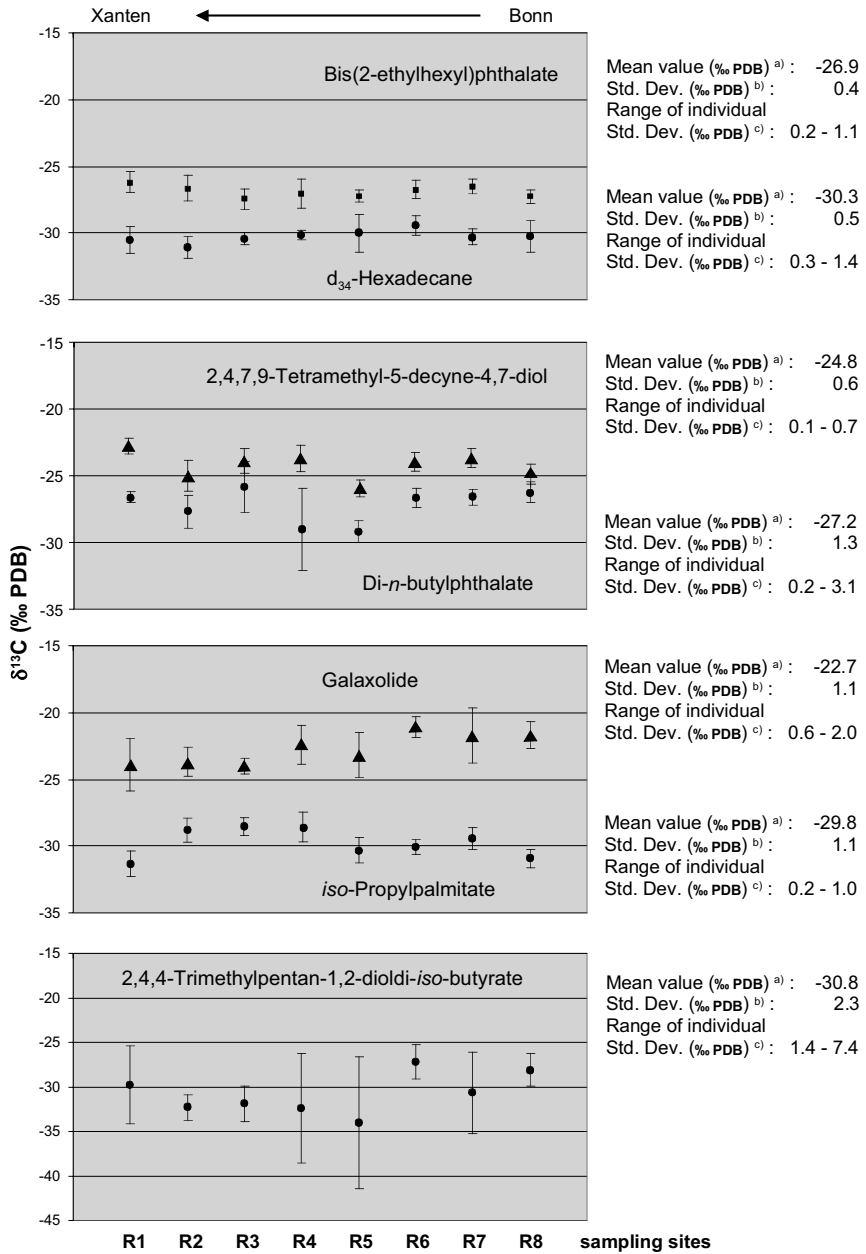 Xanten Bonn
-15
-20
-25
-30
-35
Bis(2-ethylhexyl)phthalate
d34-Hexadecane
Mean value (‰ PDB) a) : -26.9
Std. Dev. (‰ PDB) b) : 0.4
Range of individual
Std. Dev. (‰ PDB) c) : 0.2 - 1.1
Mean value (‰ PDB) a) : -30.3
Std. Dev. (‰ PDB) b) : 0.5
Range of individual
Std. Dev. (‰ PDB) c) : 0.3 - 1.4
-15
-20
-25
-30
-35
2,4,7,9-Tetramethyl-5-decyne-4,7-diol
Di-n-butylphthalate
Mean value (‰ PDB) a) : -24.8
Std. Dev. (‰ PDB) b) : 0.6
Range of individual
Std. Dev. (‰ PDB) c) : 0.1 - 0.7
Mean value (‰ PDB) a) : -27.2
Std. Dev. (‰ PDB) b) : 1.3
Range of individual
Std. Dev. (‰ PDB) c) : 0.2 - 3.1
δ13C (‰ PDB)
-15
-20
-25
-30
-35
Galaxolide
iso-Propylpalmitate
Mean value (‰ PDB) a) : -22.7
Std. Dev. (‰ PDB) b) : 1.1
Range of individual
Std. Dev. (‰ PDB) c) : 0.6 - 2.0
Mean value (‰ PDB) a) : -29.8
Std. Dev. (‰ PDB) b) : 1.1
Range of individual
Std. Dev. (‰ PDB) c) : 0.2 - 1.0
-15
-20
-25
-30
-35
-40
-45
2,4,4-Trimethylpentan-1,2-dioldi-iso-butyrate
Mean value (‰ PDB) a) : -30.8
Std. Dev. (‰ PDB) b) : 2.3
Range of individual
Std. Dev. (‰ PDB) c) : 1.4 - 7.4
R1 R2 R3 R4 R5 R6 R7 R8 sampling sites